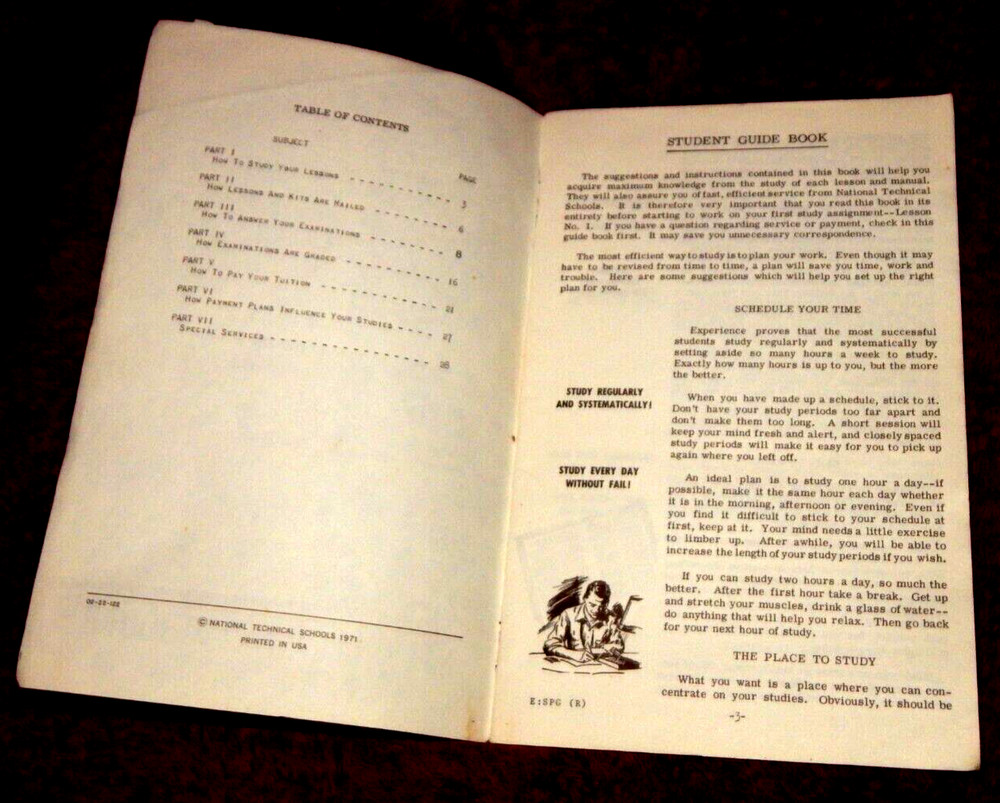 TABLE OF CONTENTS
SUBJECT
PAGE
PART I
HOW TO STUDY YOUR LESSONS - - - - - - - - - - 3
PART II
HOW LESSONS AND KITS ARE MAILED - - - - - - - - 6
PART III
HOW TO ANSWER YOUR EXAMINATIONS - - - - - - - - 8
PART IV
HOW EXAMINATIONS ARE GRADED - - - - - - - - - - 16
PART V
HOW TO PAY YOUR TUITION - - - - - - - - - - - - 21
PART VI
HOW PAYMENT PLANS INFLUENCE YOUR STUDIES - - - - 27
PART VII
SPECIAL SERVICES - - - - - - - - - - - - - - - - 28
© NATIONAL TECHNICAL SCHOOLS 1971
PRINTED IN USA
STUDENT GUIDE BOOK
The suggestions and instructions contained in this book will help you
acquire maximum knowledge from the study of each lesson and manual.
They will also assure you of fast, efficient service from National Technical
Schools. It is therefore very important that you read this book in its
entirety before starting to work on your first study assignment--Lesson
No. 1. If you have a question regarding service or payment, check in this
guide book first. It may save you unnecessary correspondence.
The most efficient way to study is to plan your work. Even though it may
have to be revised from time to time, a plan will save you time, work and
trouble. Here are some suggestions which will help you set up the right
plan for you.
SCHEDULE YOUR TIME
Experience proves that the most successful
students study regularly and systematically by
setting aside so many hours a week to study.
Exactly how many hours is up to you, but the more
the better.
STUDY REGULARLY
AND SYSTEMATICALLY!
When you have made up a schedule, stick to it.
Don't have your study periods too far apart and
don't make them too long. A short session will
keep your mind fresh and alert, and closely spaced
study periods will make it easy for you to pick up
again where you left off.
STUDY EVERY DAY
WITHOUT FAIL!
An ideal plan is to study one hour a day--if
possible, make it the same hour each day whether
it is in the morning, afternoon or evening. Even if
you find it difficult to stick to your schedule at
first, keep at it. Your mind needs a little exercise
to limber up. After awhile, you will be able to
increase the length of your study periods if you wish.
If you can study two hours a day, so much the
better. After the first hour take a break. Get up
and stretch your muscles, drink a glass of water--
do anything that will help you relax. Then go back
for your next hour of study.
THE PLACE TO STUDY
What you want is a place where you can con-
centrate on your studies. Obviously, it should be
E:SPG (R)
-3-